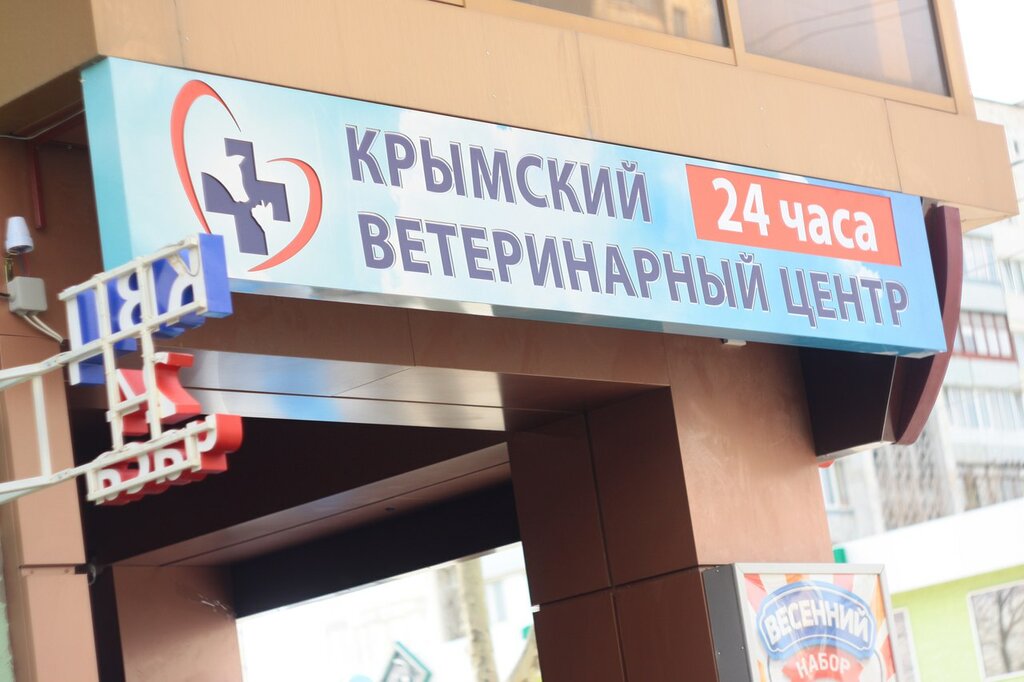 КРЫМСКИЙ
24 часа
ВЕТЕРИНАРНЫЙ ЦЕНТР
ВЕСЕННИЙ
НАБОР